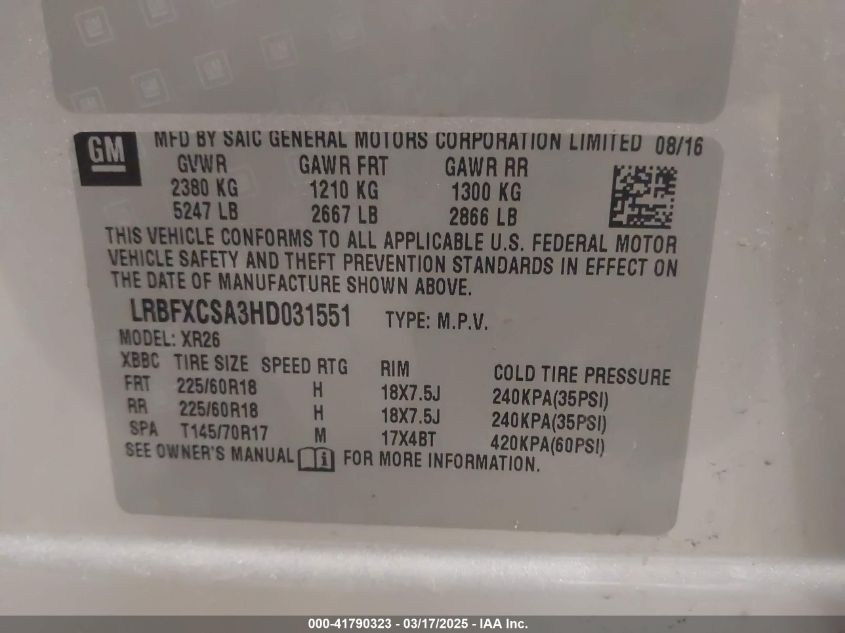 GM
MFD BY SAIC GENERAL MOTORS CORPORATION LIMITED 08/16
GVWR GAWR FRT GAWR RR
2380 KG 1210 KG 1300 KG
5247 LB 2667 LB 2866 LB
THIS VEHICLE CONFORMS TO ALL APPLICABLE U.S. FEDERAL MOTOR
VEHICLE SAFETY AND THEFT PREVENTION STANDARDS IN EFFECT ON
THE DATE OF MANUFACTURE SHOWN ABOVE.
LRBFXCSA3HD031551 TYPE: M.P.V.
MODEL: XR26
XBBC TIRE SIZE SPEED RTG RIM COLD TIRE PRESSURE
FRT 225/60R18 H 18X7.5J 240KPA(35PSI)
RR 225/60R18 H 18X7.5J 240KPA(35PSI)
SPA T145/70R17 M 17X4BT 420KPA(60PSI)
SEE OWNER'S MANUAL FOR MORE INFORMATION.
000-41790323 - 03/17/2025 - IAA Inc.